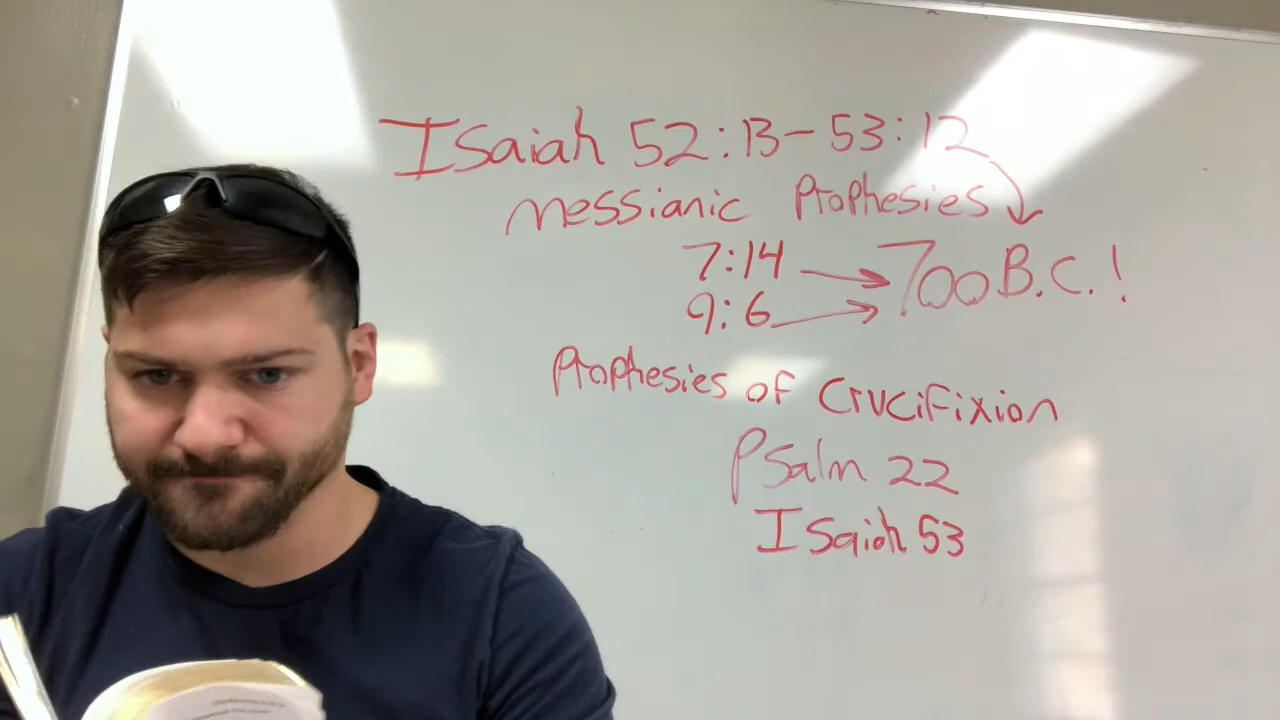 Isaiah 52:13-53:12
messianic Prophesies
7:14
9:6
700 B.C.!
Prophesies of Crucifixion
Psalm 22
Isaiah 53